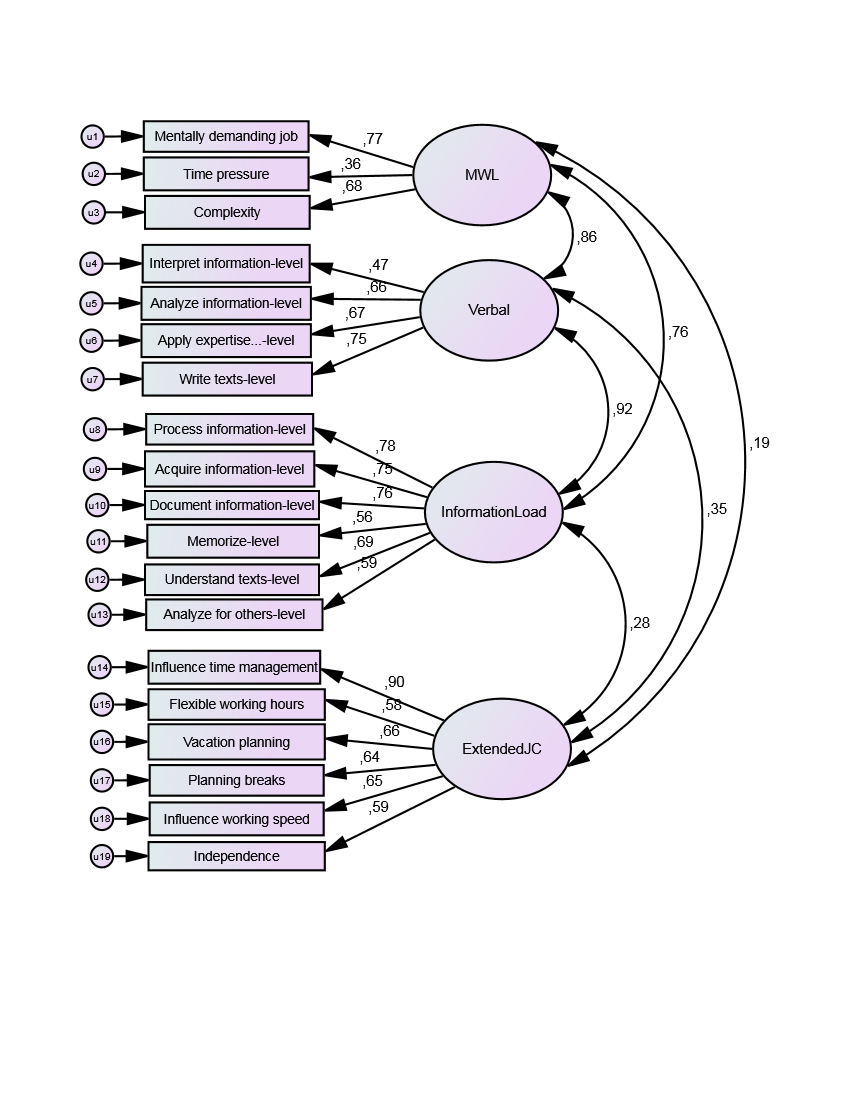 u1
Mentally demanding job
,77
u2
Time pressure
,36
u3
Complexity
,68
MWL
,86
u4
Interpret information-level
,47
u5
Analyze information-level
,66
u6
Apply expertise...-level
,67
u7
Write texts-level
,75
Verbal
,76
,92
u8
Process information-level
,78
u9
Acquire information-level
,75
u10
Document information-level
,76
u11
Memorize-level
,56
u12
Understand texts-level
,69
u13
Analyze for others-level
,59
InformationLoad
,19
,35
,28
u14
Influence time management
,90
u15
Flexible working hours
,58
u16
Vacation planning
,66
u17
Planning breaks
,64
u18
Influence working speed
,65
u19
Independence
,59
ExtendedJC